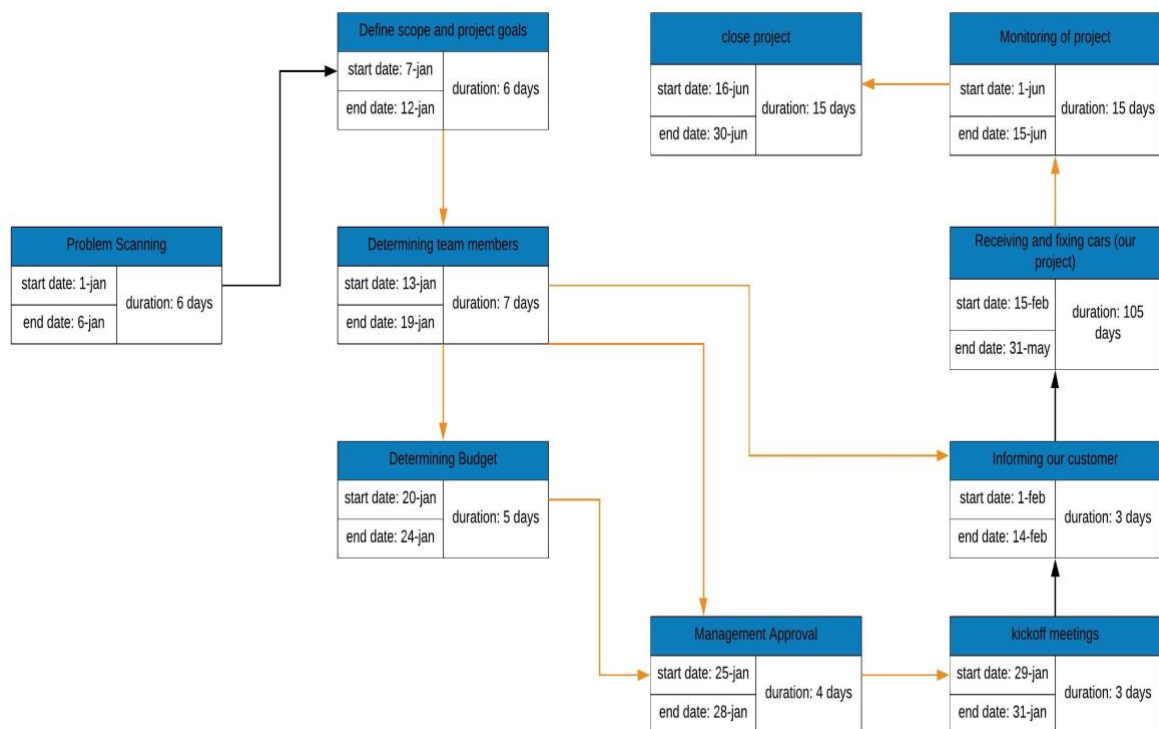 Define scope and project goals
start date: 7-jan
duration: 6 days
end date: 12-jan
close project
start date: 16-jun
duration: 15 days
end date: 30-jun
Monitoring of project
start date: 1-jun
duration: 15 days
end date: 15-jun
Problem Scanning
start date: 1-jan
duration: 6 days
end date: 6-jan
Determining team members
start date: 13-jan
duration: 7 days
end date: 19-jan
Receiving and fixing cars (our
project)
start date: 15-feb
duration: 105
days
end date: 31-may
Determining Budget
start date: 20-jan
duration: 5 days
end date: 24-jan
Informing our customer
start date: 1-feb
duration: 3 days
end date: 14-feb
Management Approval
start date: 25-jan
duration: 4 days
end date: 28-jan
kickoff meetings
start date: 29-jan
duration: 3 days
end date: 31-jan